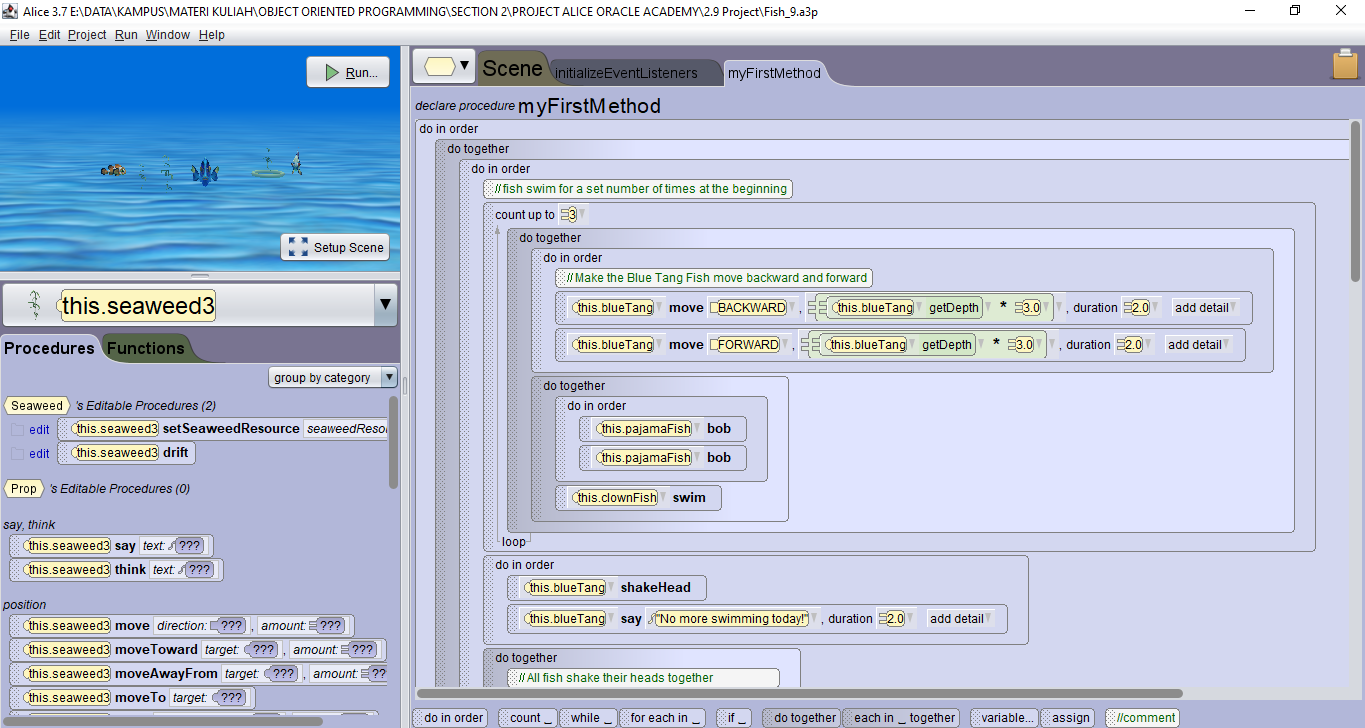 Alice 3.7 E:\DATA\KAMPUS\MATERI KULIAH\OBJECT ORIENTED PROGRAMMING\SECTION 2\PROJECT ALICE ORACLE ACADEMY\2.9 Project\Fish_9.a3p
File Edit Project Run Window Help
Run...
Setup Scene
this.seaweed3
Procedures Functions
group by category
Seaweed 's Editable Procedures (2)
edit this.seaweed3 setSeaweedResource seaweedResou
edit this.seaweed3 drift
Prop 's Editable Procedures (0)
say, think
this.seaweed3 say text: ???
this.seaweed3 think text: ???
position
this.seaweed3 move direction: ??? , amount: ???
this.seaweed3 moveToward target: ??? , amount: ???
this.seaweed3 moveAwayFrom target: ??? , amount: ??
this.seaweed3 moveTo target: ???
Scene initializeEventListeners myFirstMethod
declare procedure myFirstMethod
do in order
do together
do in order
//fish swim for a set number of times at the beginning
count up to 3
do together
do in order
//Make the Blue Tang Fish move backward and forward
this.blueTang move BACKWARD , this.blueTang getDepth * 3.0 , duration 2.0 add detail
this.blueTang move FORWARD , this.blueTang getDepth * 3.0 , duration 2.0 add detail
do together
do in order
this.pajamaFish bob
this.pajamaFish bob
this.clownFish swim
loop
do in order
this.blueTang shakeHead
this.blueTang say "No more swimming today!" , duration 2.0 add detail
do together
//All fish shake their heads together
do in order count _ while _ for each in _ if _ do together each in _ together variable... assign //comment